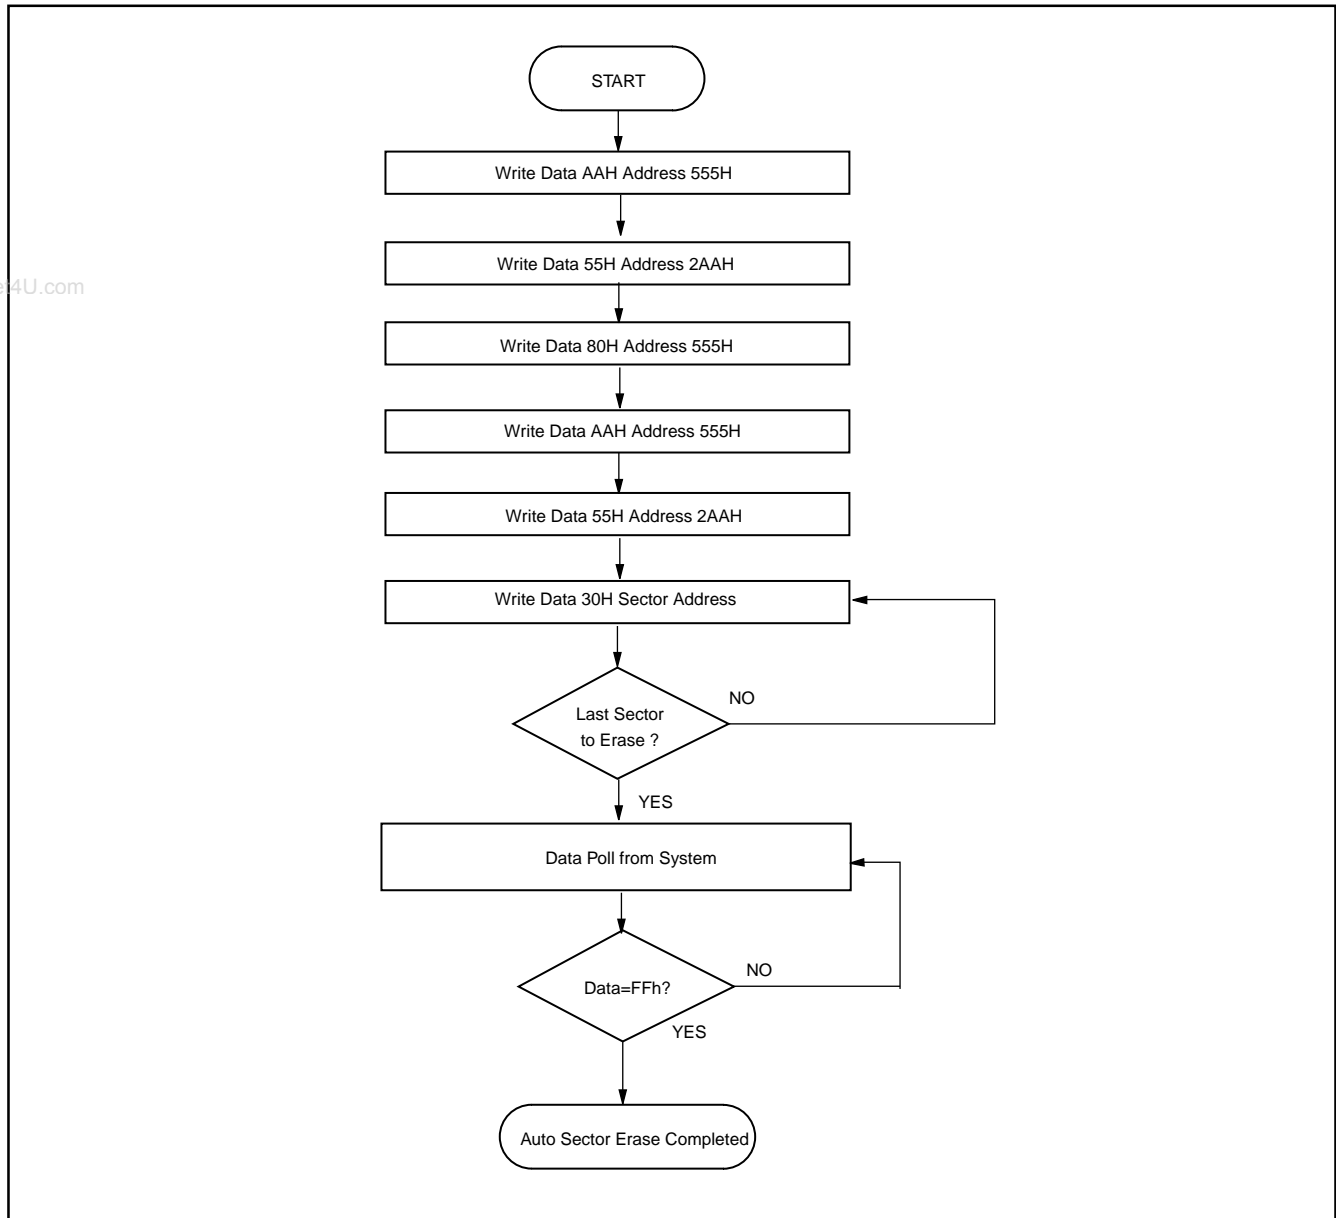 START
Write Data AAH Address 555H
Write Data 55H Address 2AAH
4U.com
Write Data 80H Address 555H
Write Data AAH Address 555H
Write Data 55H Address 2AAH
Write Data 30H Sector Address
NO
Last Sector
to Erase ?
YES
Data Poll from System
NO
Data=FFh?
YES
Auto Sector Erase Completed